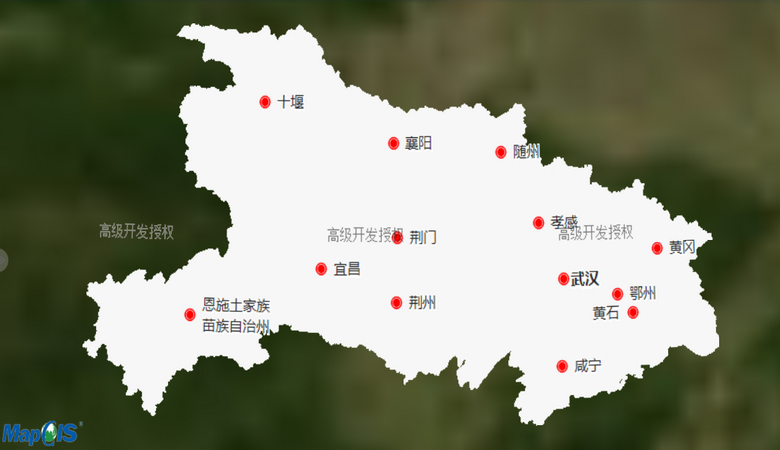 十堰
襄阳
随州
孝感
高级开发授权
高级开发授权
高级开发授权
荆门
黄冈
宜昌
武汉
鄂州
荆州
黄石
恩施土家族
苗族自治州
咸宁
MapGIS